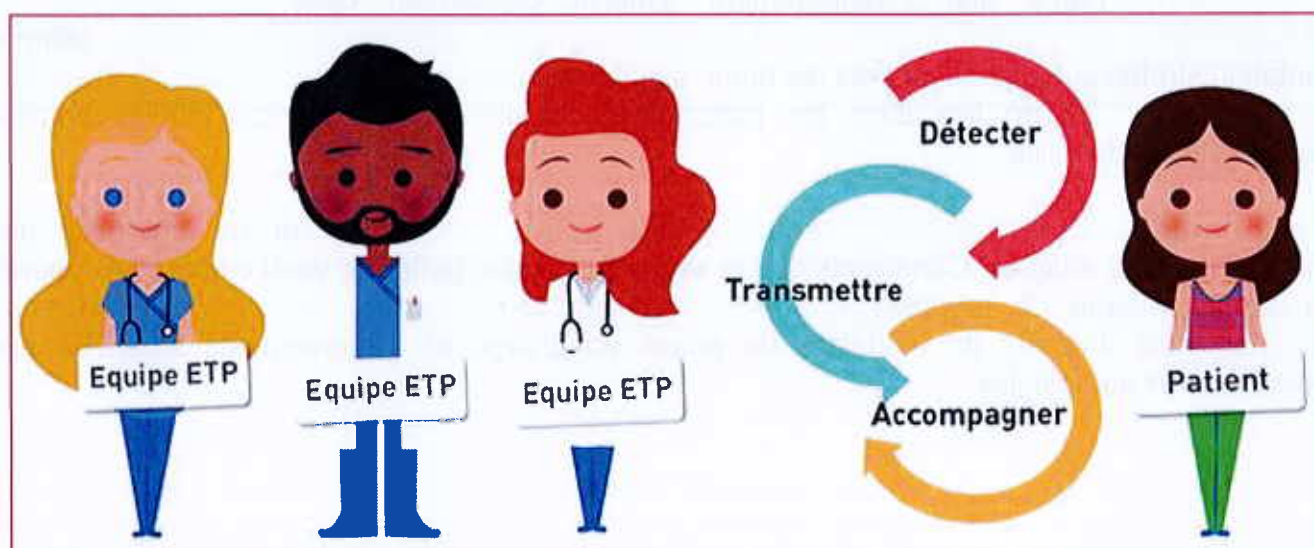 Détecter
Transmettre
Accompagner
Equipe ETP
Equipe ETP
Equipe ETP
Patient